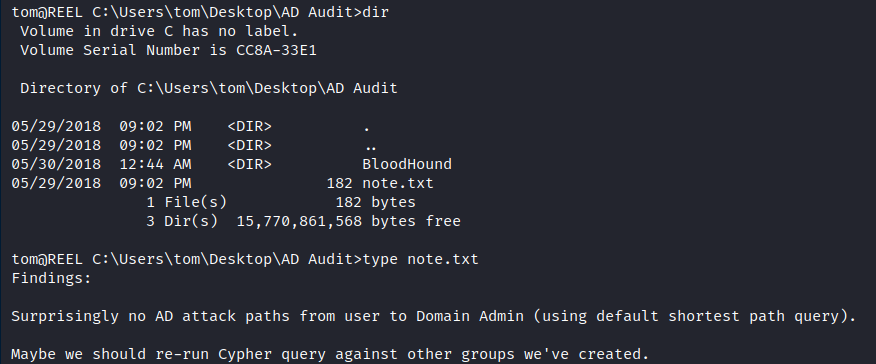 tom@REEL C:\Users\tom\Desktop\AD Audit>dir
Volume in drive C has no label.
Volume Serial Number is CC8A-33E1
Directory of C:\Users\tom\Desktop\AD Audit
05/29/2018  09:02 PM    <DIR>          .
05/29/2018  09:02 PM    <DIR>          ..
05/30/2018  12:44 AM    <DIR>          BloodHound
05/29/2018  09:02 PM               182 note.txt
1 File(s)            182 bytes
3 Dir(s)  15,770,861,568 bytes free
tom@REEL C:\Users\tom\Desktop\AD Audit>type note.txt
Findings:
Surprisingly no AD attack paths from user to Domain Admin (using default shortest path query).
Maybe we should re-run Cypher query against other groups we've created.